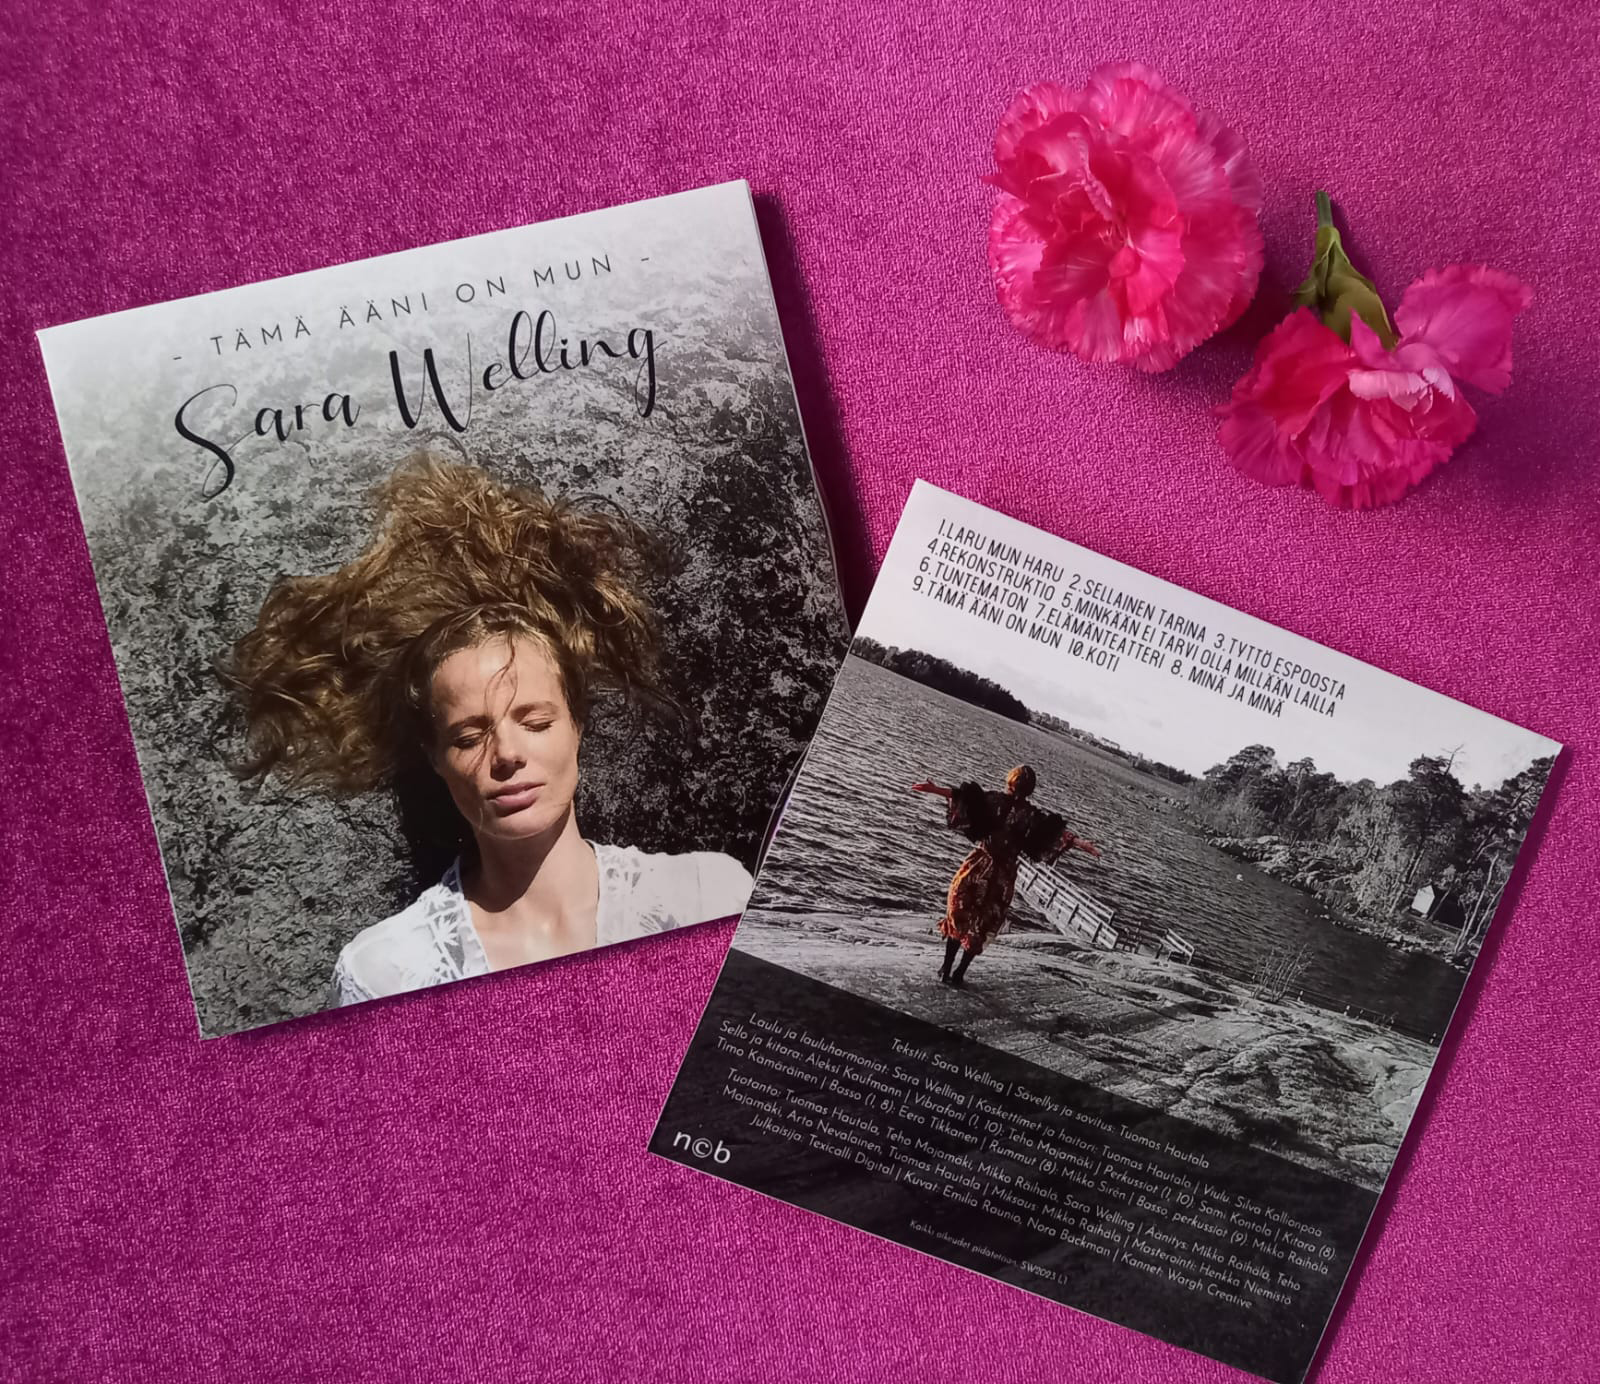 - TÄMÄ ÄÄNI ON MUN -
Sara Welling
1.LARU MUN HARU 2.SELLAINEN TARINA 3.TYTTÖ ESPOOSTA
4.REKONSTRUKTIO 5.MINKÄÄN EI TARVI OLLA MILLÄÄN LAILLA
6.TUNTEMATON 7.ELÄMÄNTEATTERI 8. MINÄ JA MINÄ
9.TÄMÄ ÄÄNI ON MUN 10.KOTI
Tekstit: Sara Welling | Sävellys ja sovitus: Tuomas Hautala
Laulu ja lauluharmoniat: Sara Welling | Koskettimet ja haitari: Tuomas Hautala | Viulu: Silva Kallionpää
Sello ja kitara: Aleksi Kaufmann | Vibrafoni (1, 10): Teho Majamäki | Perkussiot (1, 10): Sami Kontola | Kitara (8):
Timo Kämäräinen | Basso (1, 8): Eero Tikkanen | Rummut (8): Mikko Sirén | Basso, perkussiot (9): Mikko Raihala
Tuotanto: Tuomas Hautala, Teho Majamäki, Mikko Raihala, Sara Welling | Äänitys: Mikko Raihala, Teho
Majamäki, Arto Nevalainen, Tuomas Hautala | Miksaus: Mikko Raihala | Masterointi: Henkka Niemistö
Julkaisija: Texicalli Digital | Kuvat: Emilia Raunio, Nora Backman | Kannet: Wargh Creative
Kaikki oikeudet pidätetään. SW2023 L1
n©b